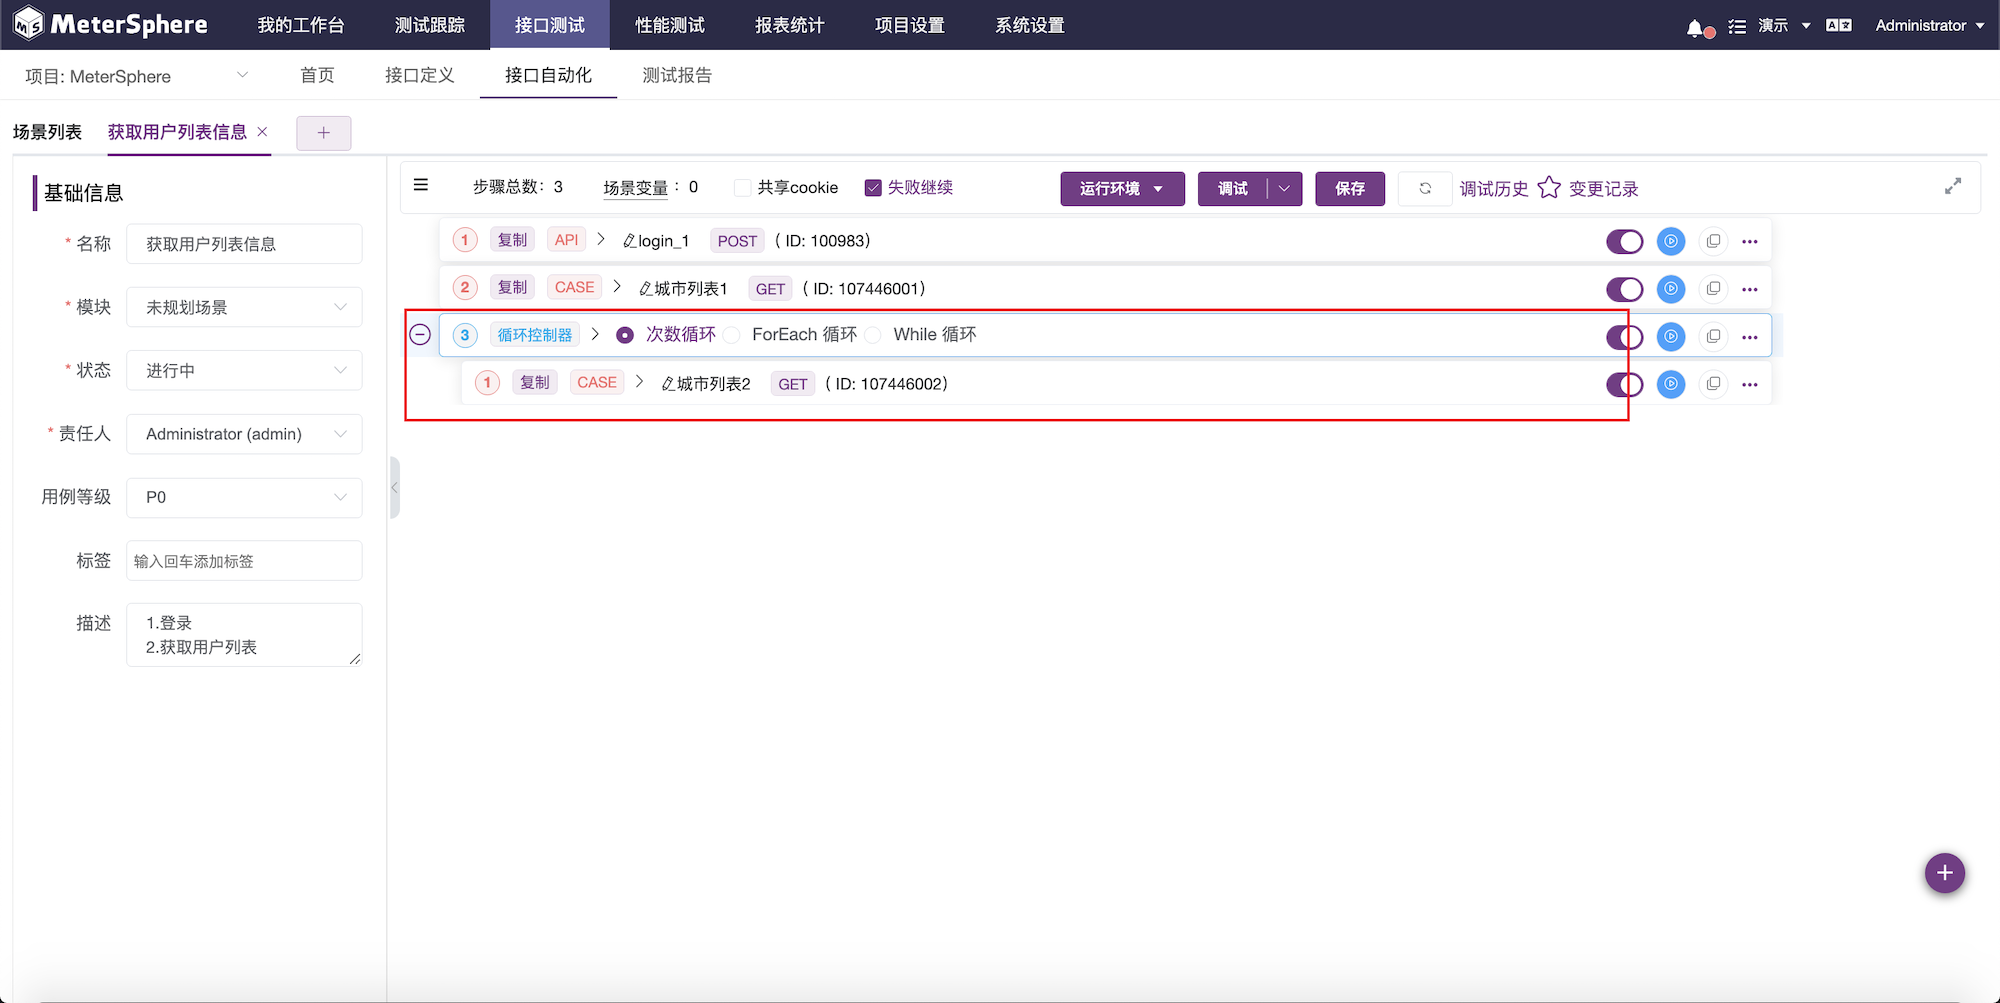 MeterSphere 我的工作台 测试跟踪 接口测试 性能测试 报表统计 项目设置 系统设置 演示 Administrator
项目: MeterSphere 首页 接口定义 接口自动化 测试报告
场景列表 获取用户列表信息
基础信息
* 名称 获取用户列表信息
* 模块 未规划场景
* 状态 进行中
* 责任人 Administrator (admin)
用例等级 P0
标签 输入回车添加标签
描述 1.登录
2.获取用户列表
步骤总数: 3 场景变量 : 0 共享cookie 失败继续 运行环境 调试 保存 调试历史 变更记录
1 复制 API login_1 POST ( ID: 100983)
2 复制 CASE 城市列表1 GET ( ID: 107446001)
3 循环控制器 次数循环 ForEach 循环 While 循环
1 复制 CASE 城市列表2 GET ( ID: 107446002)